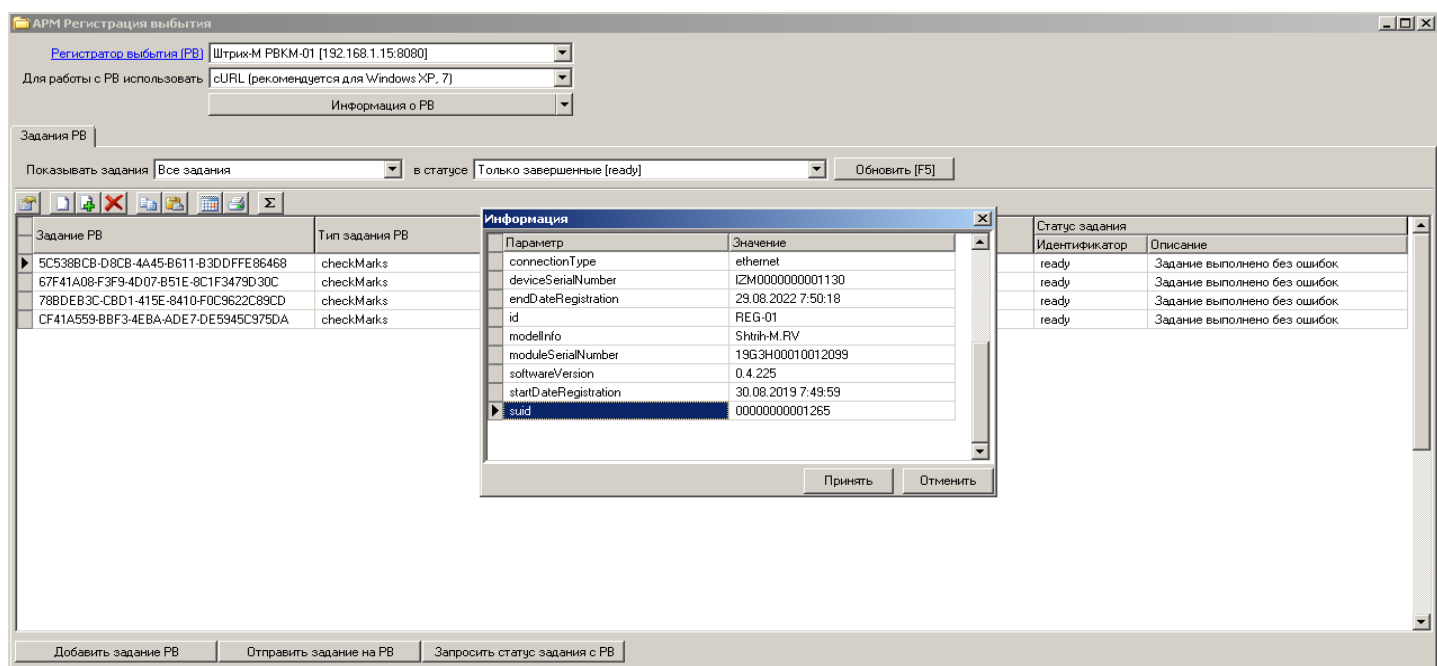 АРМ Регистрация выбытия
Регистратор выбытия (РВ) Штрих-М РВКМ-01 [192.168.1.15:8080]
Для работы с РВ использовать cURL (рекомендуется для Windows XP, 7)
Информация о РВ
Задания РВ
Показывать задания Все задания в статусе Только завершенные [ready] Обновить [F5]
Задание РВ Тип задания РВ Статус задания
Идентификатор Описание
5C538BCB-D8CB-4A45-B611-B3DDFFE86468 checkMarks ready Задание выполнено без ошибок
67F41A08-F3F9-4D07-B51E-8C1F3479D30C checkMarks ready Задание выполнено без ошибок
78BDEB3C-CBD1-415E-8410-F0C9622C89CD checkMarks ready Задание выполнено без ошибок
CF41A559-BBF3-4EBA-ADE7-DE5945C975DA checkMarks ready Задание выполнено без ошибок
Информация
Параметр Значение
connectionType ethernet
deviceSerialNumber IZM0000000001130
endDateRegistration 29.08.2022 7:50:18
id REG-01
modelInfo Shtrih-M.RV
moduleSerialNumber 19G3H00010012099
softwareVersion 0.4.225
startDateRegistration 30.08.2019 7:49:59
suid 00000000001265
Принять Отменить
Добавить задание РВ Отправить задание на РВ Запросить статус задания с РВ